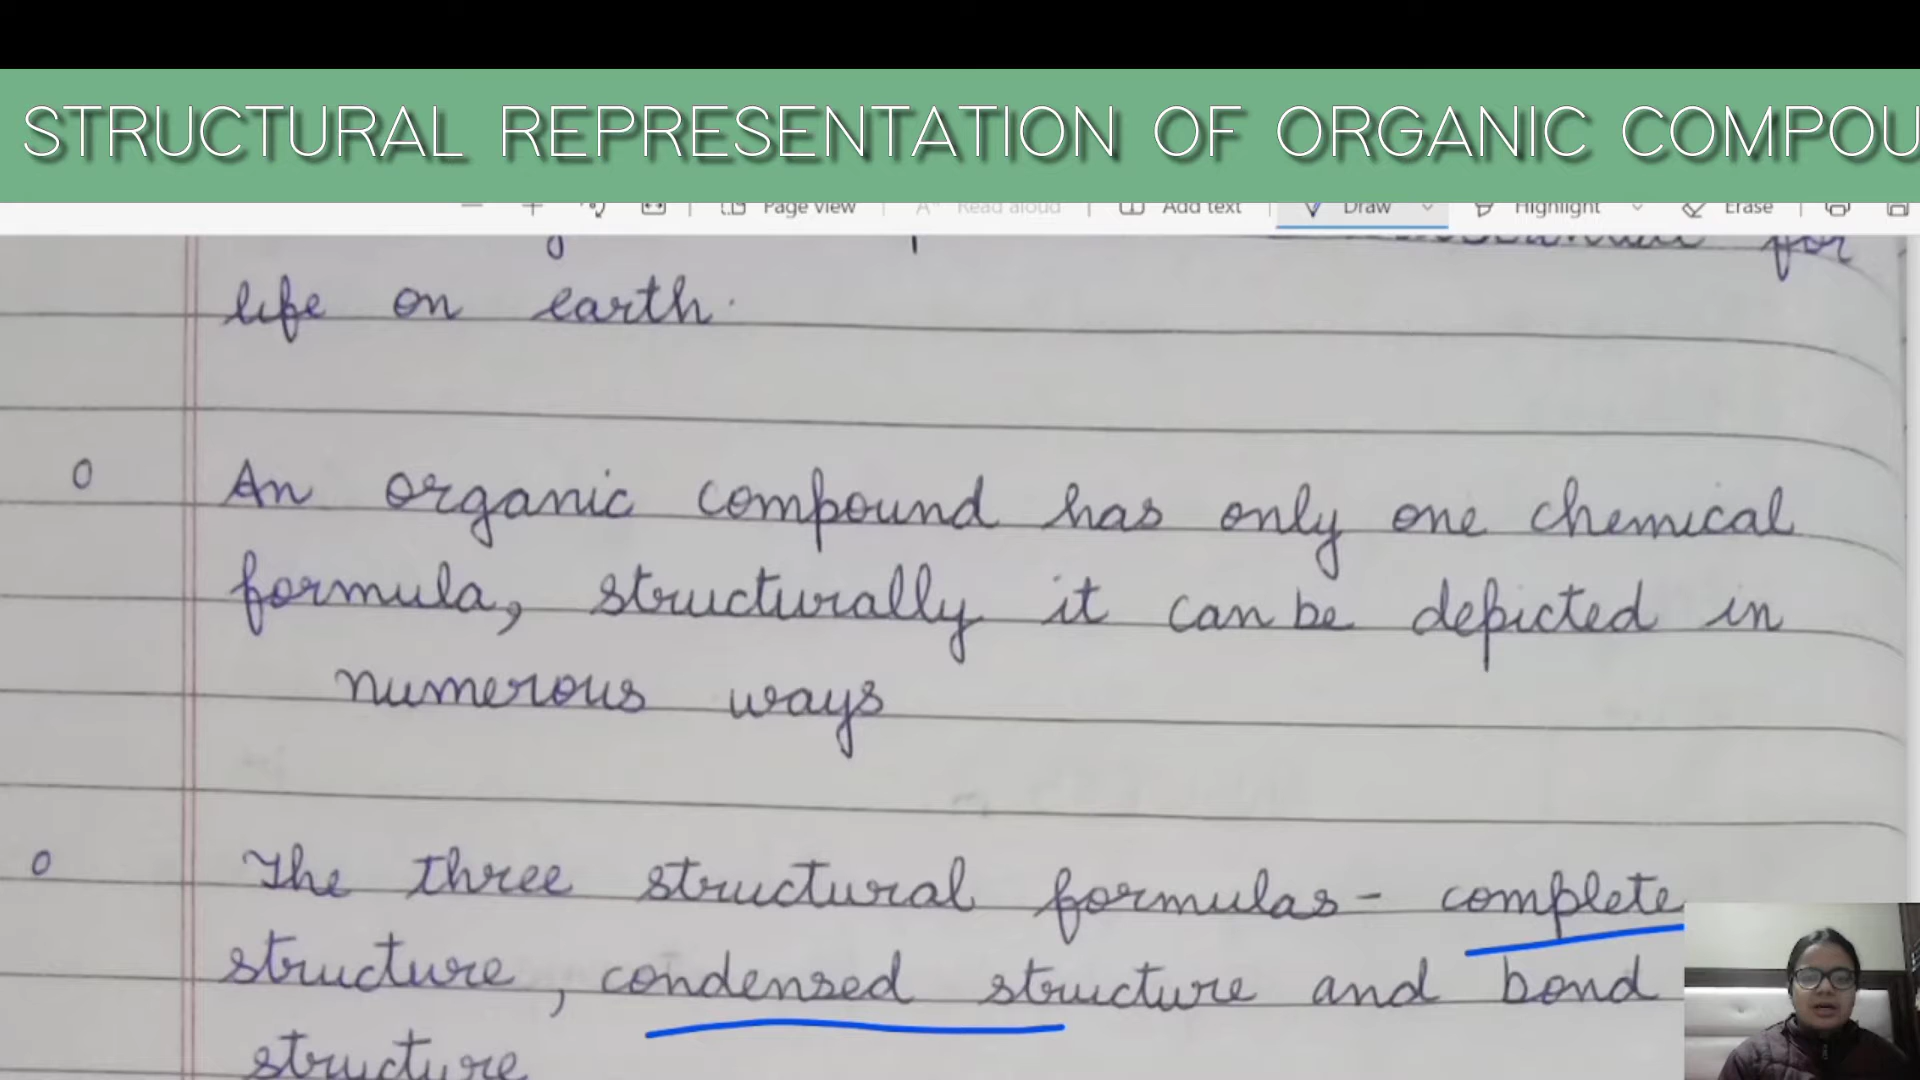 STRUCTURAL REPRESENTATION OF ORGANIC COMPOU
Page view Read aloud Add text Draw Highlight Erase
for
life on earth.
An organic compound has only one chemical
formula, structurally it can be depicted in
numerous ways
The three structural formulas - complete
structure, condensed structure and bond
structure